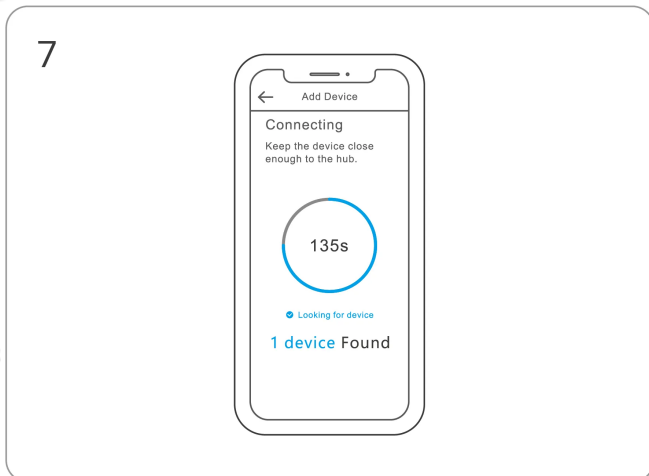 7
Add Device
Connecting
Keep the device close
enough to the hub.
135s
Looking for device
1 device Found